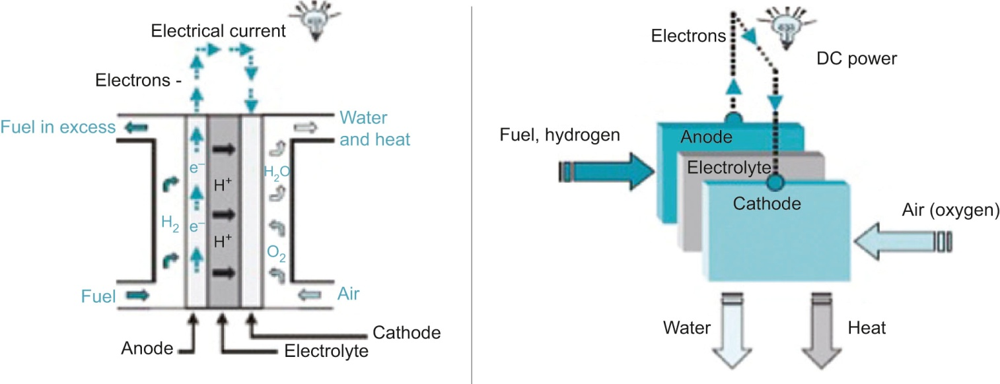 Electrical current
Electrons -
Fuel in excess
Water
and heat
e⁻
H₂O
H⁺
H₂
e⁻
H⁺
O₂
Fuel
Air
Cathode
Anode
Electrolyte
Electrons
DC power
Fuel, hydrogen
Anode
Electrolyte
Cathode
Air (oxygen)
Water
Heat